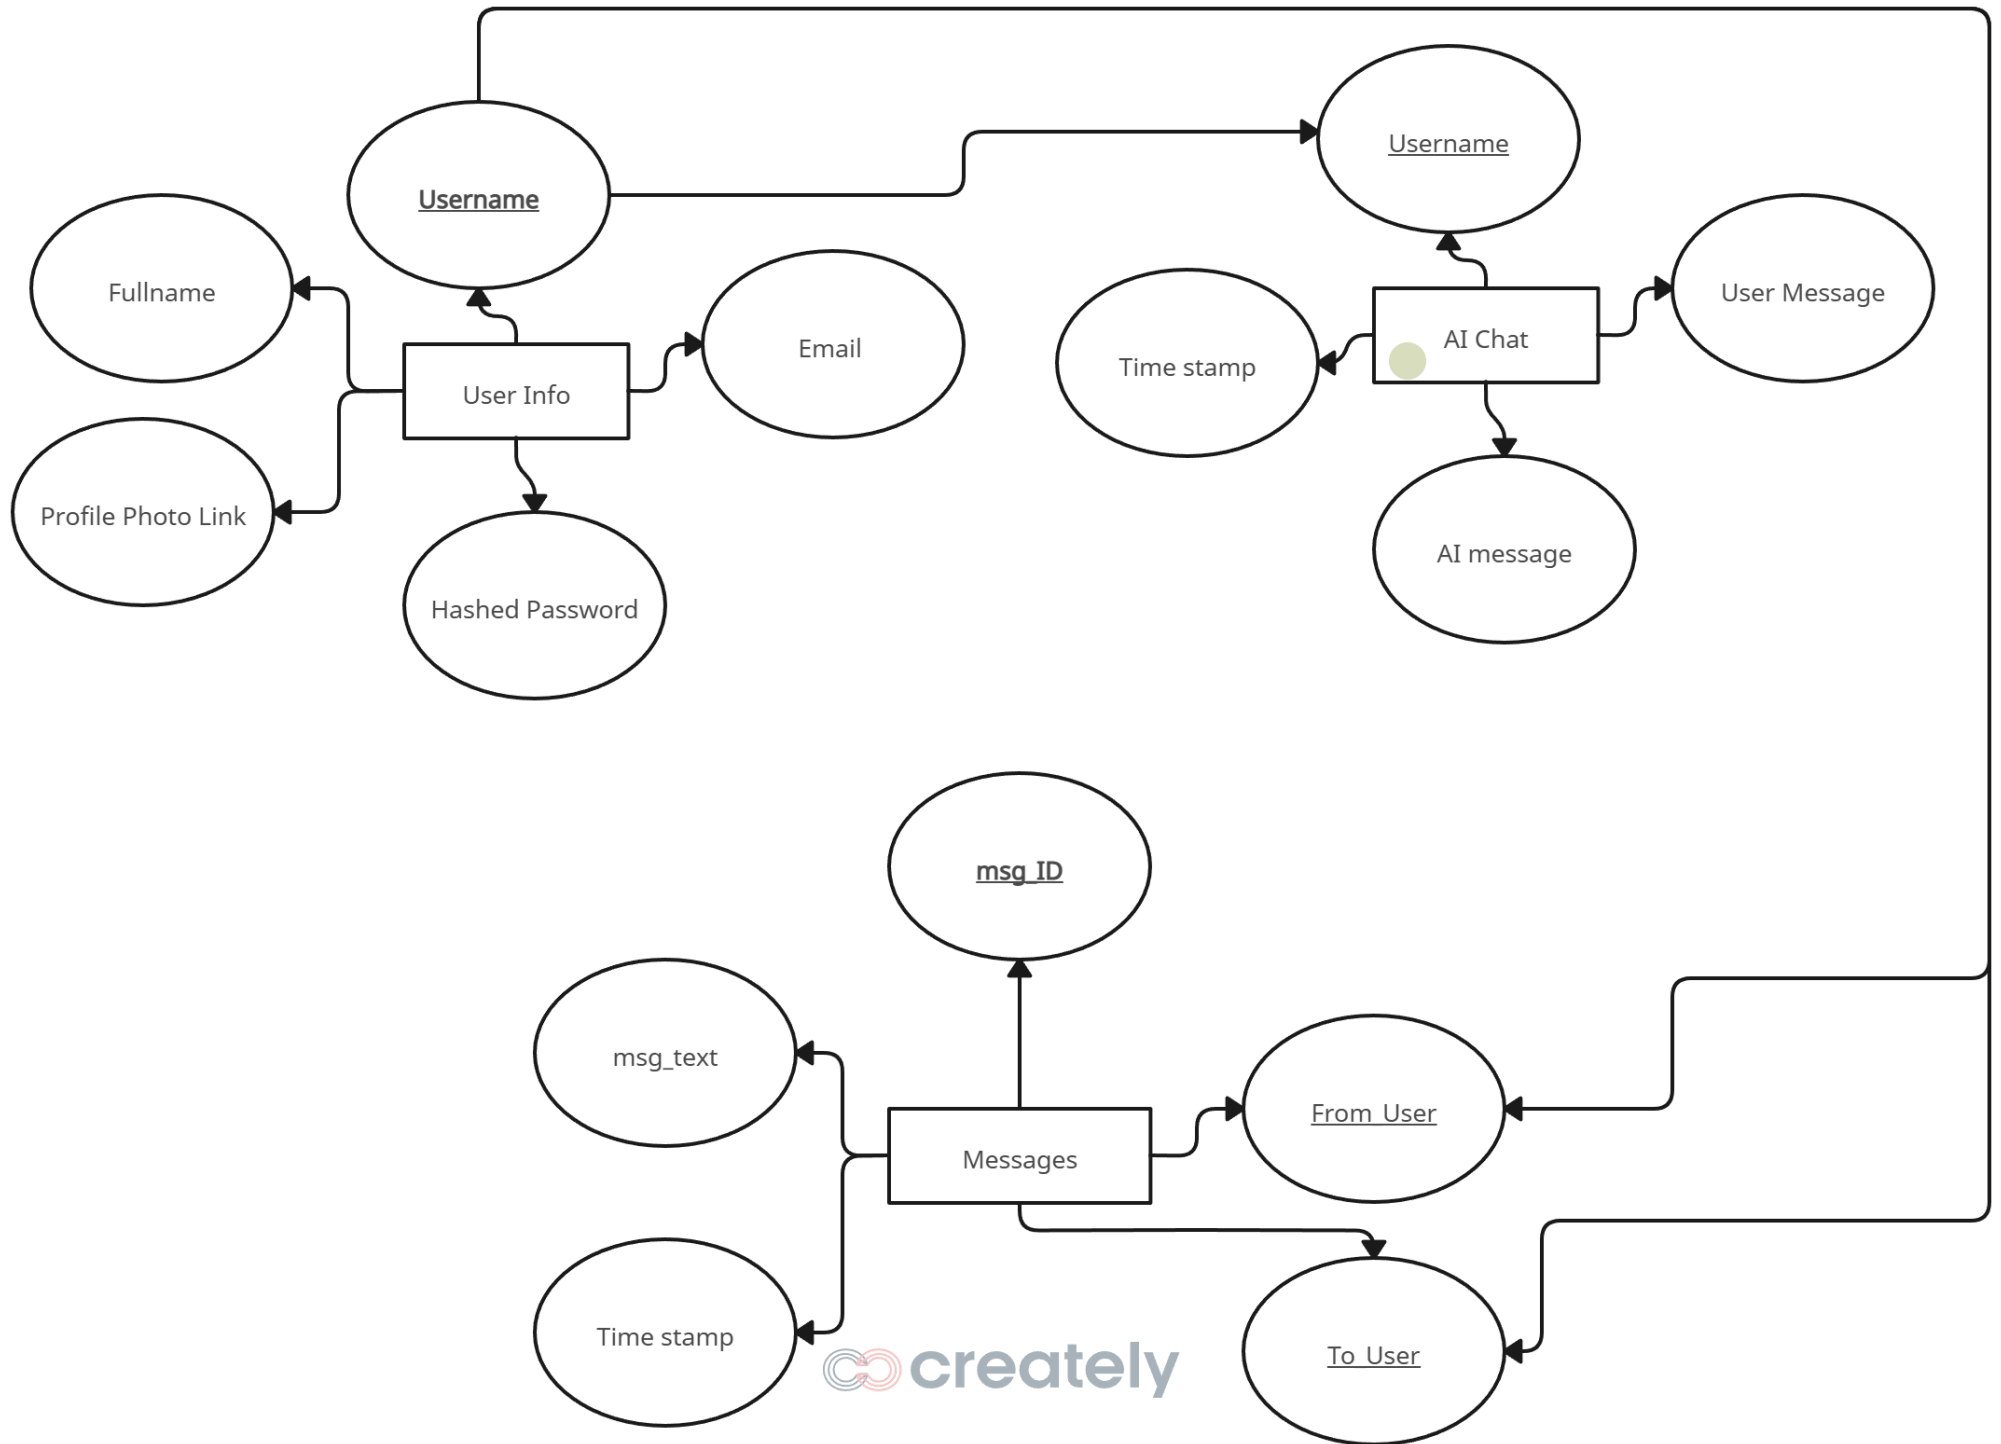 Username
Username
Fullname
User Message
Email
AI Chat
Time stamp
User Info
Profile Photo Link
AI message
Hashed Password
msg_ID
msg_text
From_User
Messages
Time stamp
To_User
creately